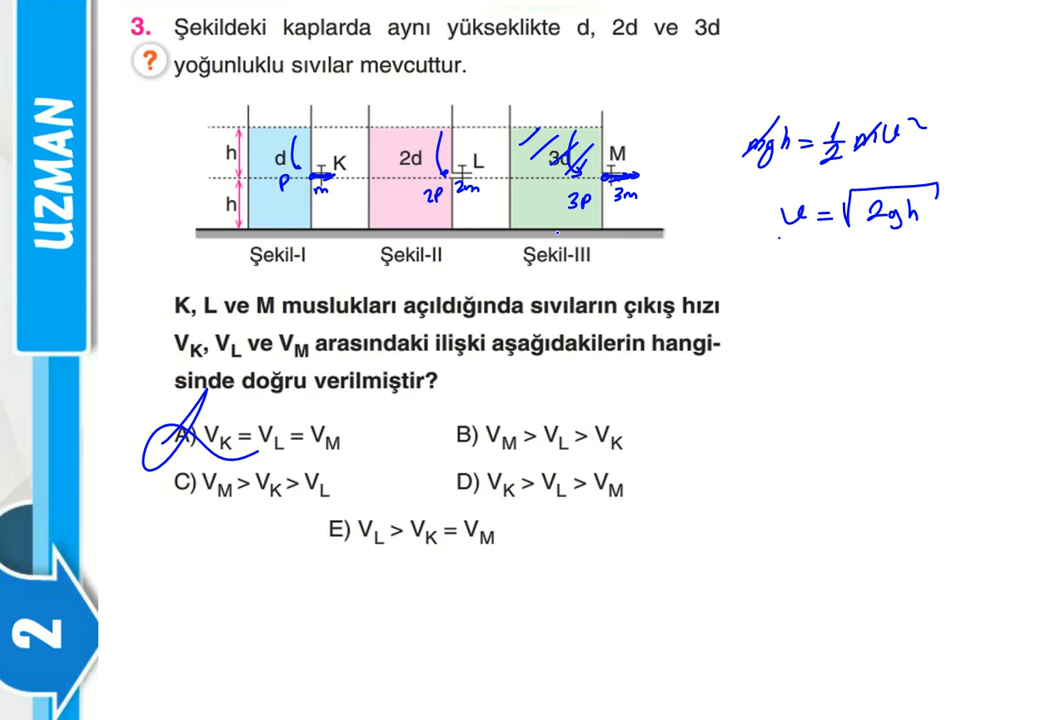 UZMAN
2
3. Şekildeki kaplarda aynı yükseklikte d, 2d ve 3d
? yoğunluklu sıvılar mevcuttur.
h d K 2d L 3d M
P m 2P 2m 3P 3m
h
Şekil-I Şekil-II Şekil-III
mgh = 1/2 mv²
v = √2gh
K, L ve M muslukları açıldığında sıvıların çıkış hızı
VK, VL ve VM arasındaki ilişki aşağıdakilerin hangi-
sinde doğru verilmiştir?
A) VK = VL = VM B) VM > VL > VK
C) VM > VK > VL D) VK > VL > VM
E) VL > VK = VM